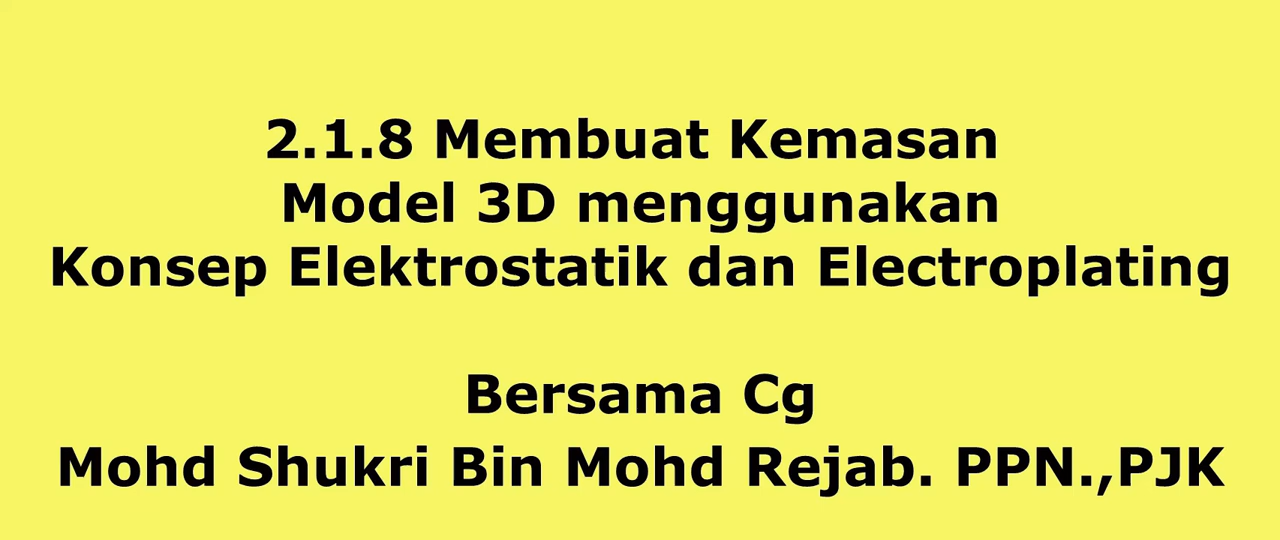 2.1.8 Membuat Kemasan
Model 3D menggunakan
Konsep Elektrostatik dan Electroplating
Bersama Cg
Mohd Shukri Bin Mohd Rejab. PPN.,PJK